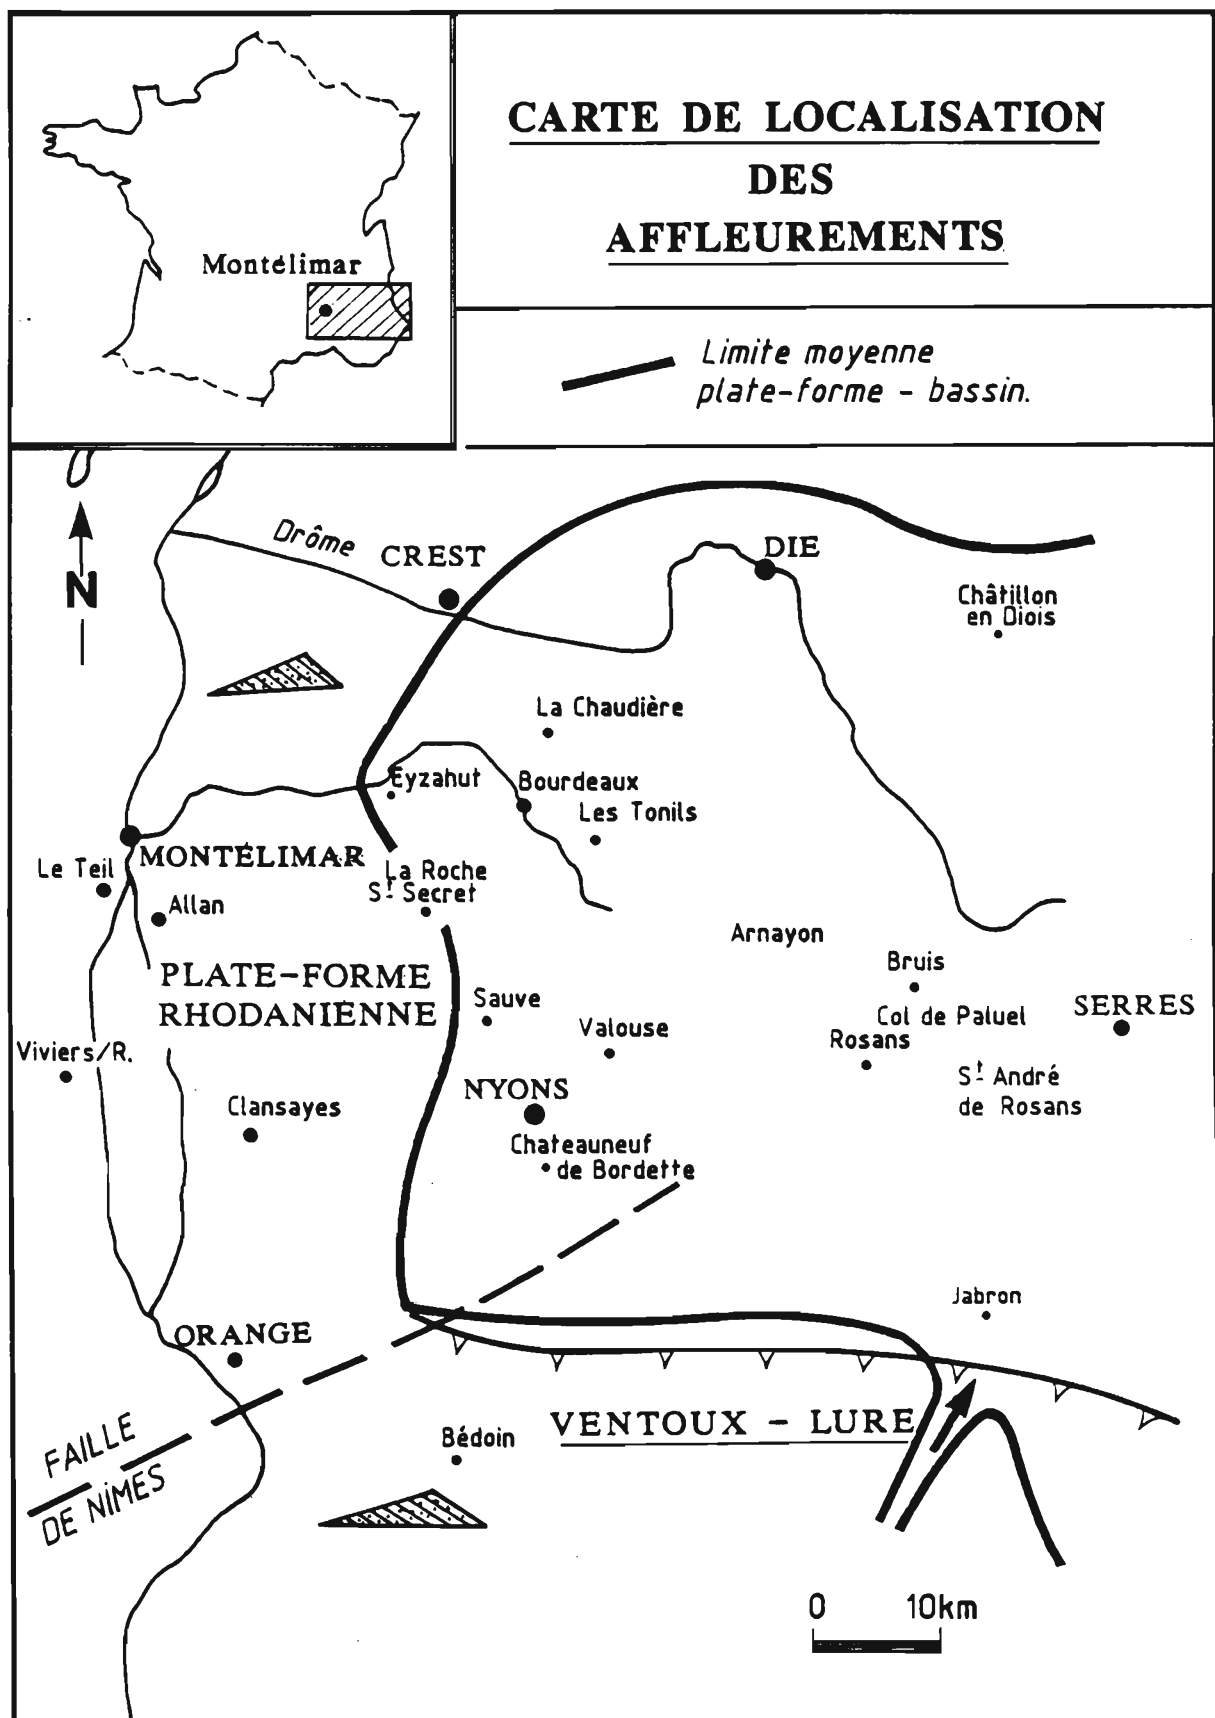 CARTE DE LOCALISATION
DES
AFFLEUREMENTS
Montélimar
Limite moyenne
plate-forme - bassin.
Drôme
CREST
DIE
N
Châtillon
en Diois
La Chaudière
Eyzahut
Bourdeaux
Les Tonils
MONTÉLIMAR
Le Teil
La Roche
St Secret
Allan
Arnayon
PLATE-FORME
RHODANIENNE
Bruis
Sauve
SERRES
Col de Paluel
Valouse
Rosans
Viviers/R.
St André
de Rosans
NYONS
Clansayes
Chateauneuf
de Bordette
Jabron
ORANGE
VENTOUX - LURE
FAILLE
DE NÎMES
Bédoin
0 10km